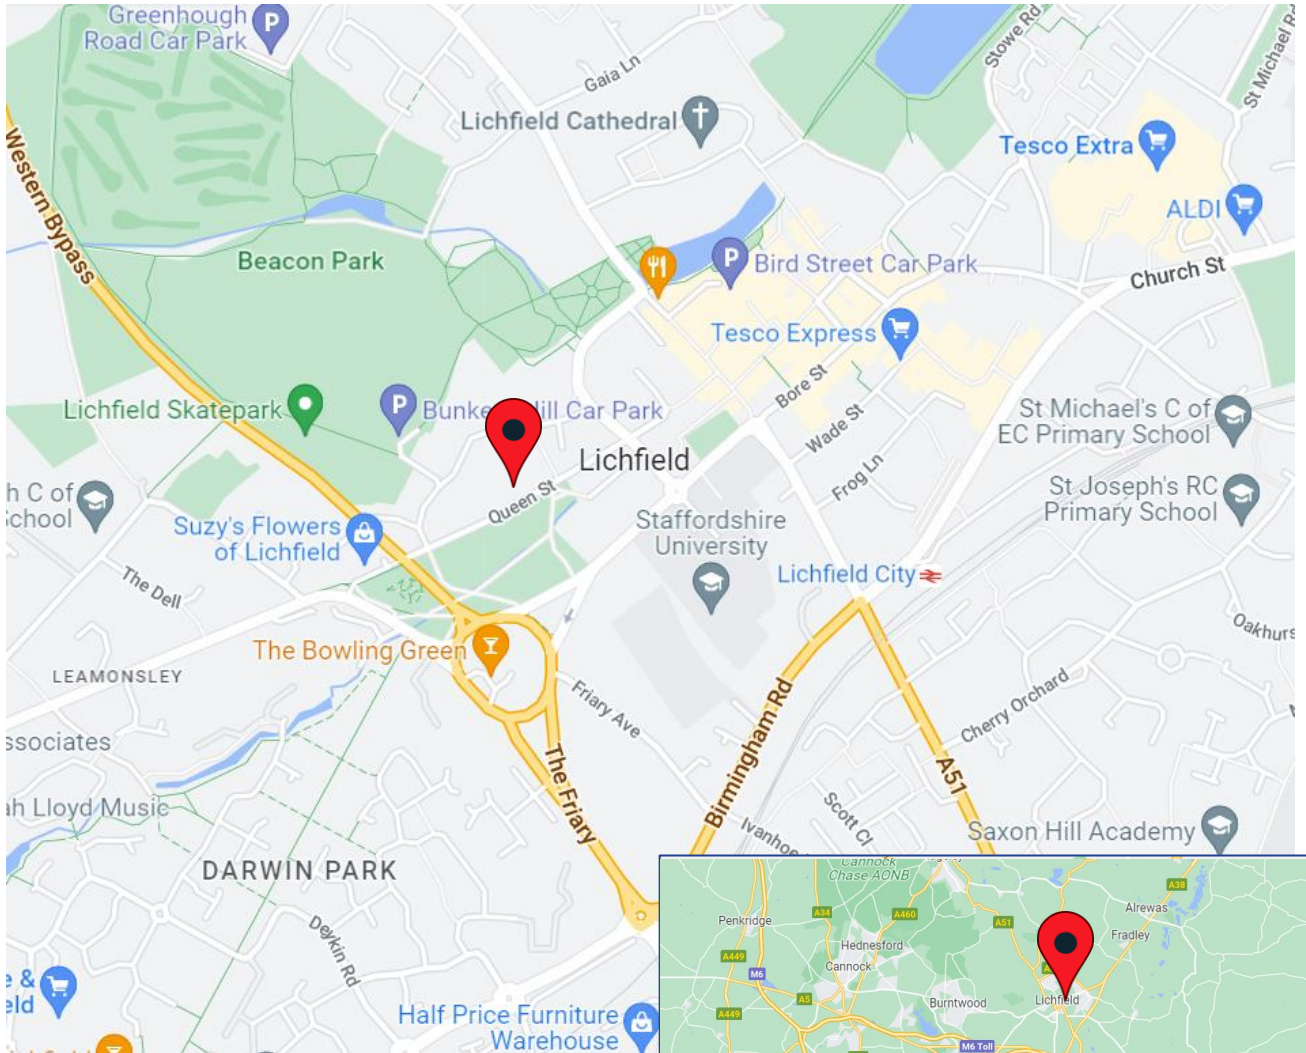 Greenhough
Road Car Park
P
Gaia Ln
Stowe Rd
St Michael Rd
Lichfield Cathedral
Tesco Extra
Western Bypass
ALDI
Beacon Park
P
Bird Street Car Park
Church St
Tesco Express
Bore St
Lichfield Skatepark
P
Car Park
Wade St
St Michael's C of
EC Primary School
Lichfield
Frog Ln
Queen St
h C of
School
St Joseph's RC
Primary School
Suzy's Flowers
of Lichfield
Staffordshire
University
Lichfield City
The Dell
The Bowling Green
Oakhurs
LEAMONSLEY
Friary Ave
Cherry Orchard
Birmingham Rd
ssociates
A51
The Friary
ah Lloyd Music
Scott Cl
Saxon Hill Academy
DARWIN PARK
Deykin Rd
e &
eld
Half Price Furniture
Warehouse
Cannock
Chase AONB
A38
Penkridge
A34
A460
Alrewas
A51
Fradley
Hednesford
A449
Cannock
M6
A5
Burntwood
Lichfield
A449
M6 Toll